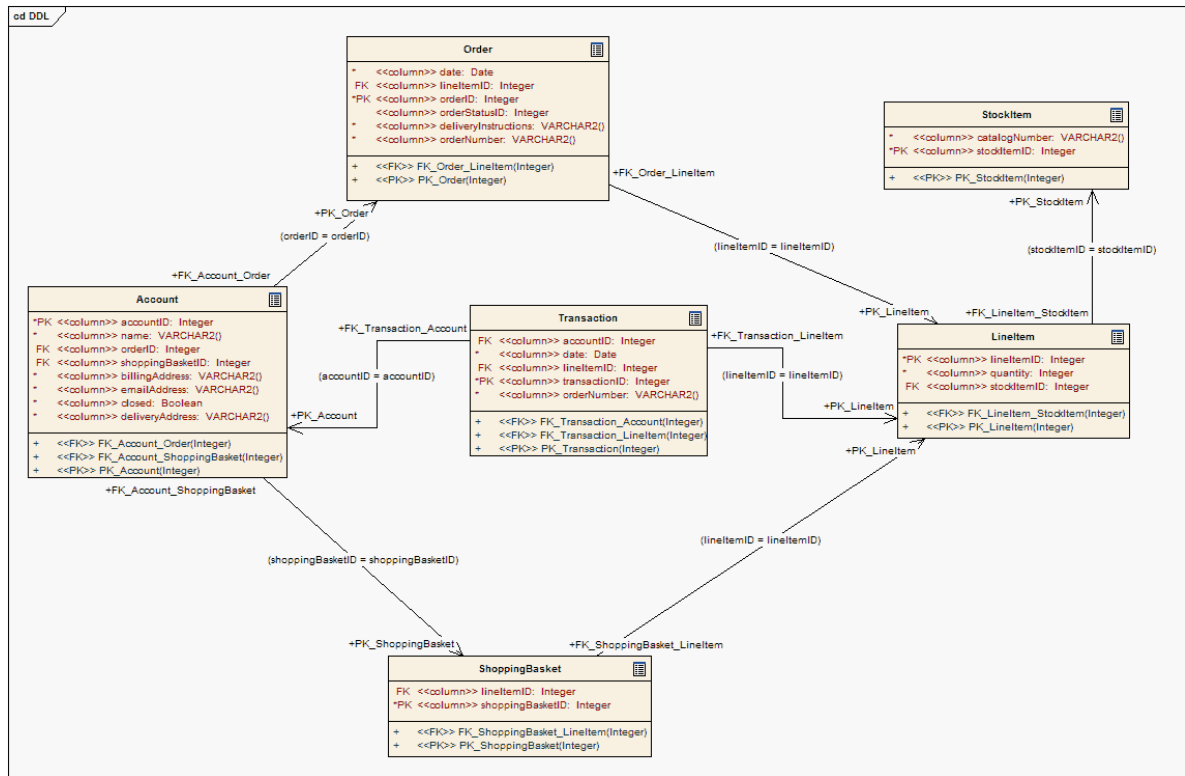 cd DDL
Order
* <<column>> date: Date
FK <<column>> lineItemID: Integer
*PK <<column>> orderID: Integer
<<column>> orderStatusID: Integer
* <<column>> deliveryInstructions: VARCHAR2()
* <<column>> orderNumber: VARCHAR2()
+ <<FK>> FK_Order_LineItem(Integer)
+ <<PK>> PK_Order(Integer)
StockItem
* <<column>> catalogNumber: VARCHAR2()
*PK <<column>> stockItemID: Integer
+ <<PK>> PK_StockItem(Integer)
+FK_Order_LineItem
+PK_StockItem
+PK_Order
(orderID = orderID)
(lineItemID = lineItemID)
(stockItemID = stockItemID)
+FK_Account_Order
+PK_LineItem
+FK_LineItem_StockItem
Account
*PK <<column>> accountID: Integer
* <<column>> name: VARCHAR2()
FK <<column>> orderID: Integer
FK <<column>> shoppingBasketID: Integer
* <<column>> billingAddress: VARCHAR2()
* <<column>> emailAddress: VARCHAR2()
* <<column>> closed: Boolean
* <<column>> deliveryAddress: VARCHAR2()
+ <<FK>> FK_Account_Order(Integer)
+ <<FK>> FK_Account_ShoppingBasket(Integer)
+ <<PK>> PK_Account(Integer)
+FK_Transaction_Account
(accountID = accountID)
+PK_Account
Transaction
FK <<column>> accountID: Integer
* <<column>> date: Date
FK <<column>> lineItemID: Integer
*PK <<column>> transactionID: Integer
* <<column>> orderNumber: VARCHAR2()
+ <<FK>> FK_Transaction_Account(Integer)
+ <<FK>> FK_Transaction_LineItem(Integer)
+ <<PK>> PK_Transaction(Integer)
+FK_Transaction_LineItem
(lineItemID = lineItemID)
+PK_LineItem
LineItem
*PK <<column>> lineItemID: Integer
* <<column>> quantity: Integer
FK <<column>> stockItemID: Integer
+ <<FK>> FK_LineItem_StockItem(Integer)
+ <<PK>> PK_LineItem(Integer)
+PK_LineItem
+FK_Account_ShoppingBasket
(lineItemID = lineItemID)
(shoppingBasketID = shoppingBasketID)
+PK_ShoppingBasket
+FK_ShoppingBasket_LineItem
ShoppingBasket
FK <<column>> lineItemID: Integer
*PK <<column>> shoppingBasketID: Integer
+ <<FK>> FK_ShoppingBasket_LineItem(Integer)
+ <<PK>> PK_ShoppingBasket(Integer)